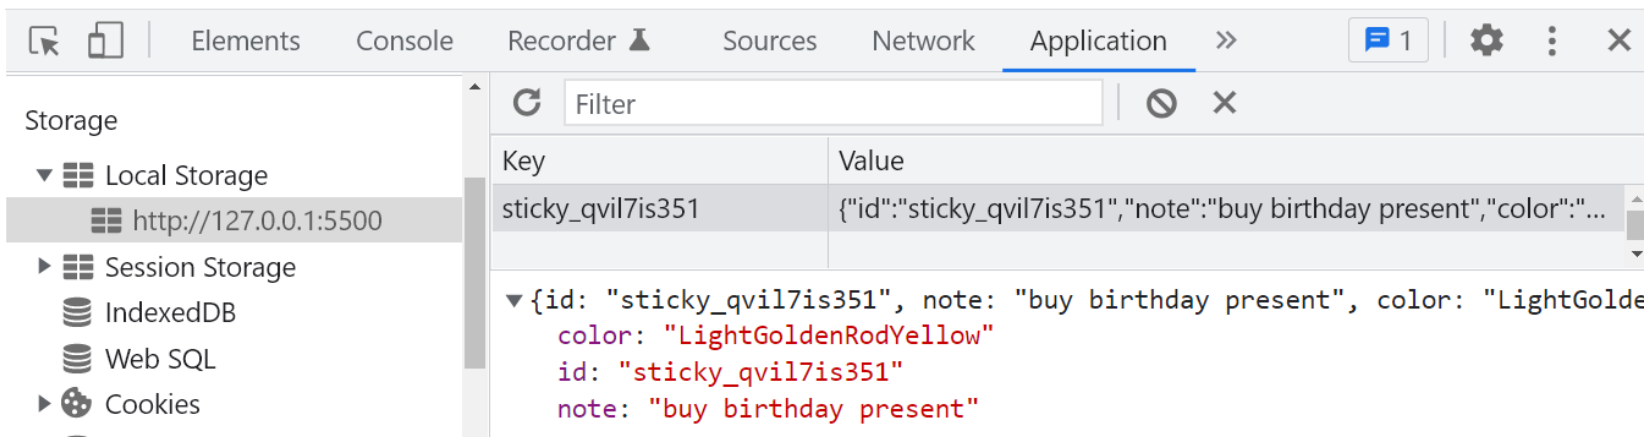 Elements Console Recorder Sources Network Application » 1
Storage
Local Storage
http://127.0.0.1:5500
Session Storage
IndexedDB
Web SQL
Cookies
Filter
Key Value
sticky_qvil7is351 {"id":"sticky_qvil7is351","note":"buy birthday present","color":"...
{id: "sticky_qvil7is351", note: "buy birthday present", color: "LightGolde
color: "LightGoldenRodYellow"
id: "sticky_qvil7is351"
note: "buy birthday present"